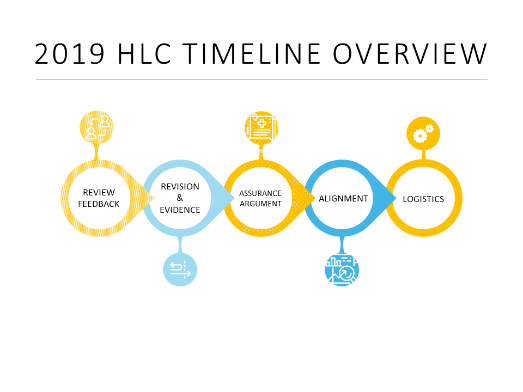 2019 HLC TIMELINE OVERVIEW
REVIEW
FEEDBACK
REVISION
&
EVIDENCE
ASSURANCE
ARGUMENT
ALIGNMENT
LOGISTICS